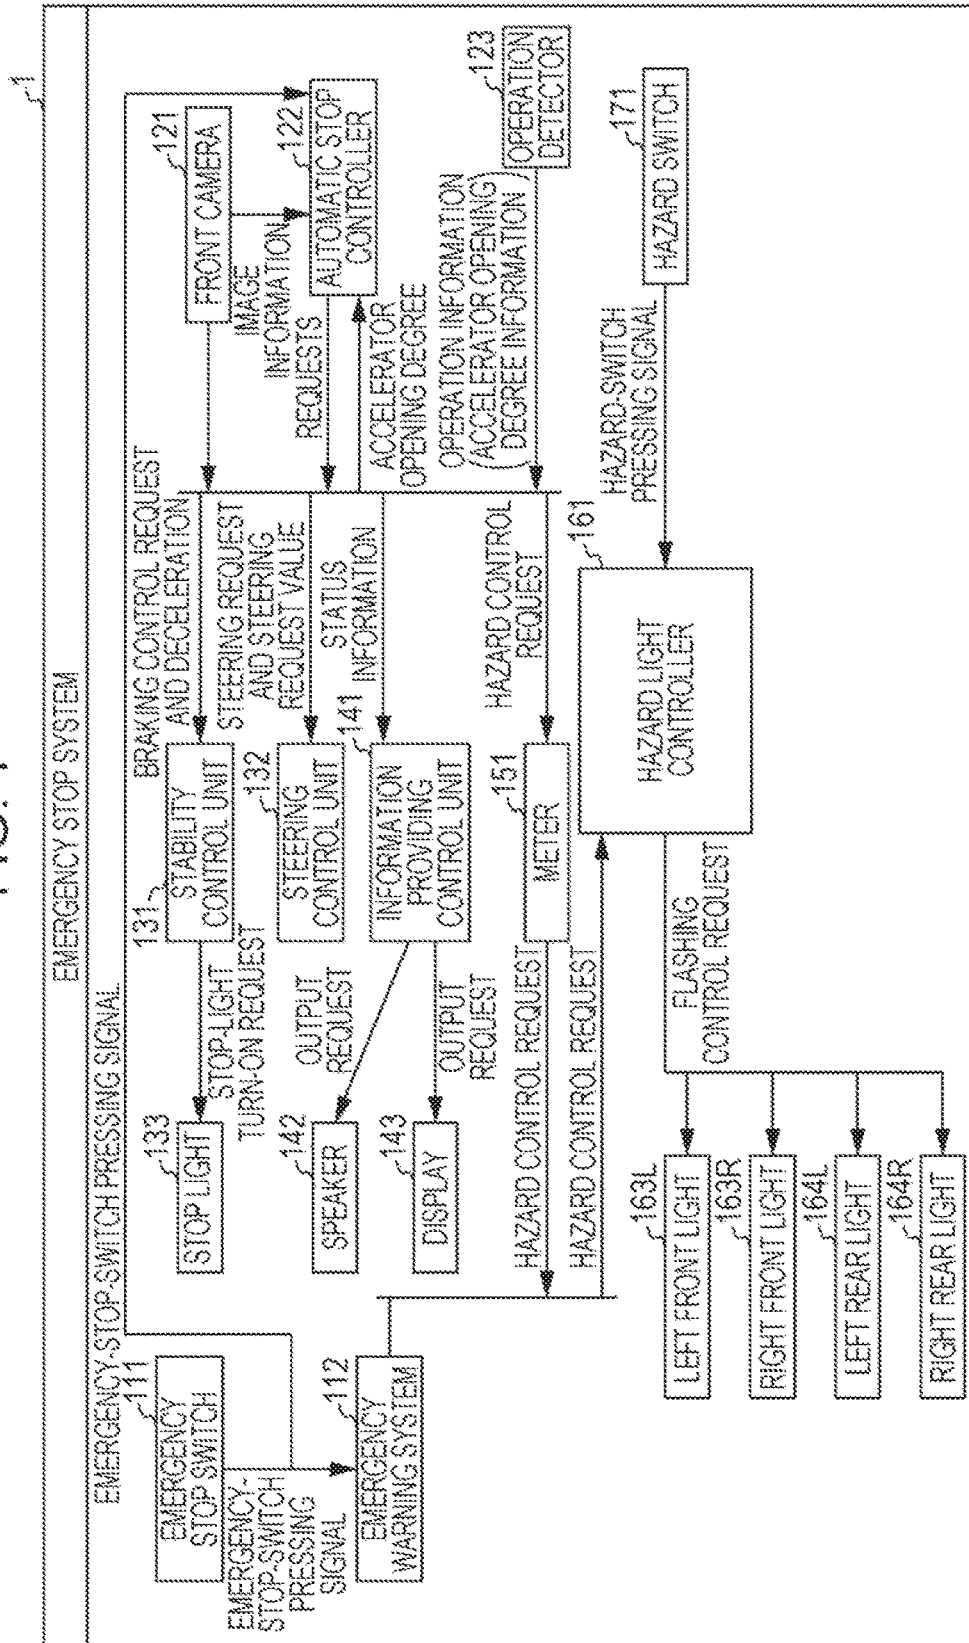 EMERGENCY STOP SYSTEM
1
EMERGENCY-STOP-SWITCH PRESSING SIGNAL
111
EMERGENCY
STOP SWITCH
EMERGENCY-
STOP-SWITCH
PRESSING
SIGNAL
112
EMERGENCY
WARNING SYSTEM
133
STOP LIGHT
STOP-LIGHT
TURN-ON REQUEST
142
SPEAKER
OUTPUT
REQUEST
143
DISPLAY
OUTPUT
REQUEST
HAZARD CONTROL REQUEST
HAZARD CONTROL REQUEST
131
STABILITY
CONTROL UNIT
BRAKING CONTROL REQUEST
AND DECELERATION
132
STEERING
CONTROL UNIT
STEERING REQUEST
AND STEERING
REQUEST VALUE
141
INFORMATION
PROVIDING
CONTROL UNIT
STATUS
INFORMATION
151
METER
HAZARD CONTROL
REQUEST
121
FRONT CAMERA
IMAGE
INFORMATION
122
AUTOMATIC STOP
CONTROLLER
REQUESTS
ACCELERATOR
OPENING DEGREE
123
OPERATION
DETECTOR
OPERATION INFORMATION
(ACCELERATOR OPENING
DEGREE INFORMATION)
171
HAZARD SWITCH
HAZARD-SWITCH
PRESSING SIGNAL
161
HAZARD LIGHT
CONTROLLER
FLASHING
CONTROL REQUEST
163L
LEFT FRONT LIGHT
163R
RIGHT FRONT LIGHT
164L
LEFT REAR LIGHT
164R
RIGHT REAR LIGHT